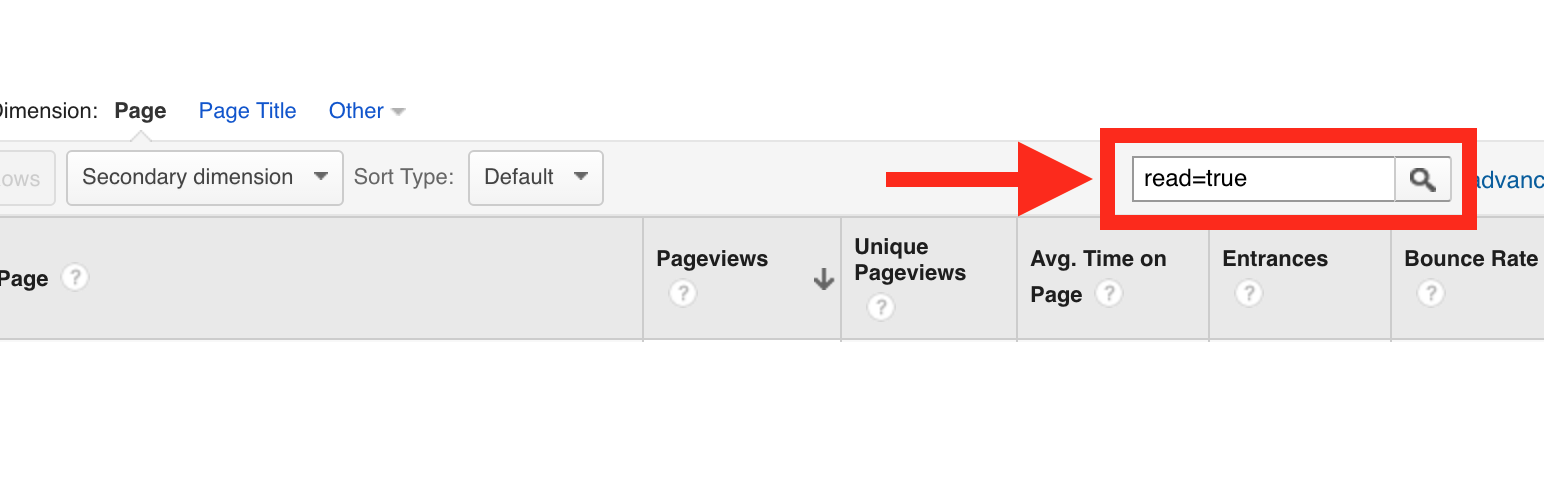 Dimension: Page Page Title Other
ows Secondary dimension Sort Type: Default read=true advanc
Page ? Pageviews ? Unique Pageviews ? Avg. Time on Page ? Entrances ? Bounce Rate ?